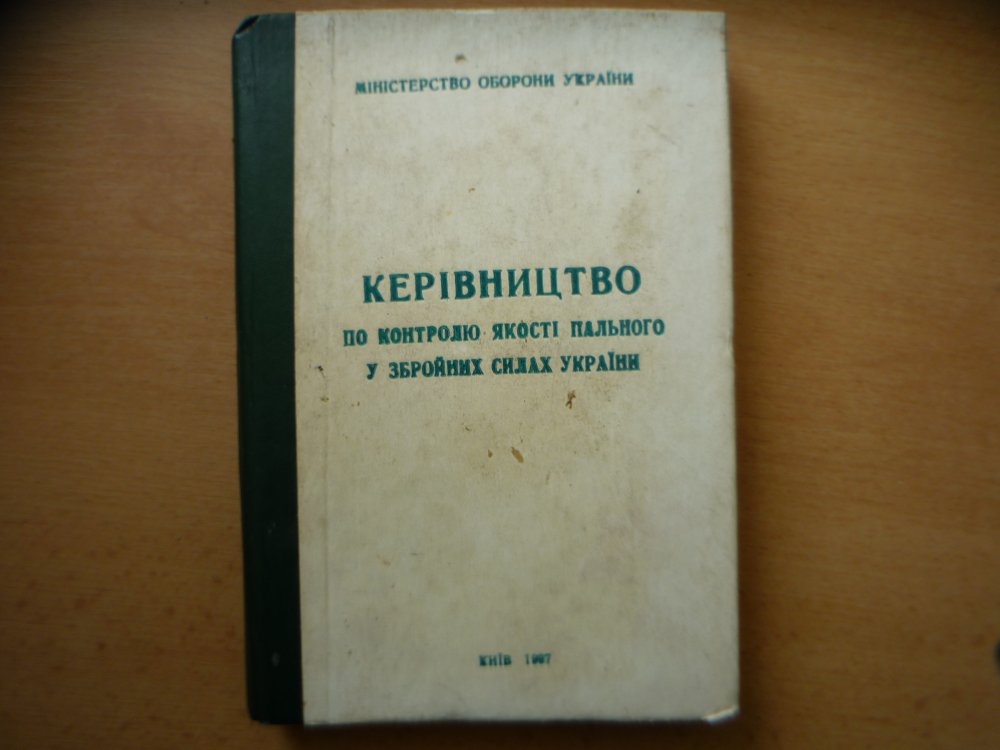 МІНІСТЕРСТВО ОБОРОНИ УКРАЇНИ
КЕРІВНИЦТВО
ПО КОНТРОЛЮ ЯКОСТІ ПАЛЬНОГО
У ЗБРОЙНИХ СИЛАХ УКРАЇНИ
КИЇВ 1997